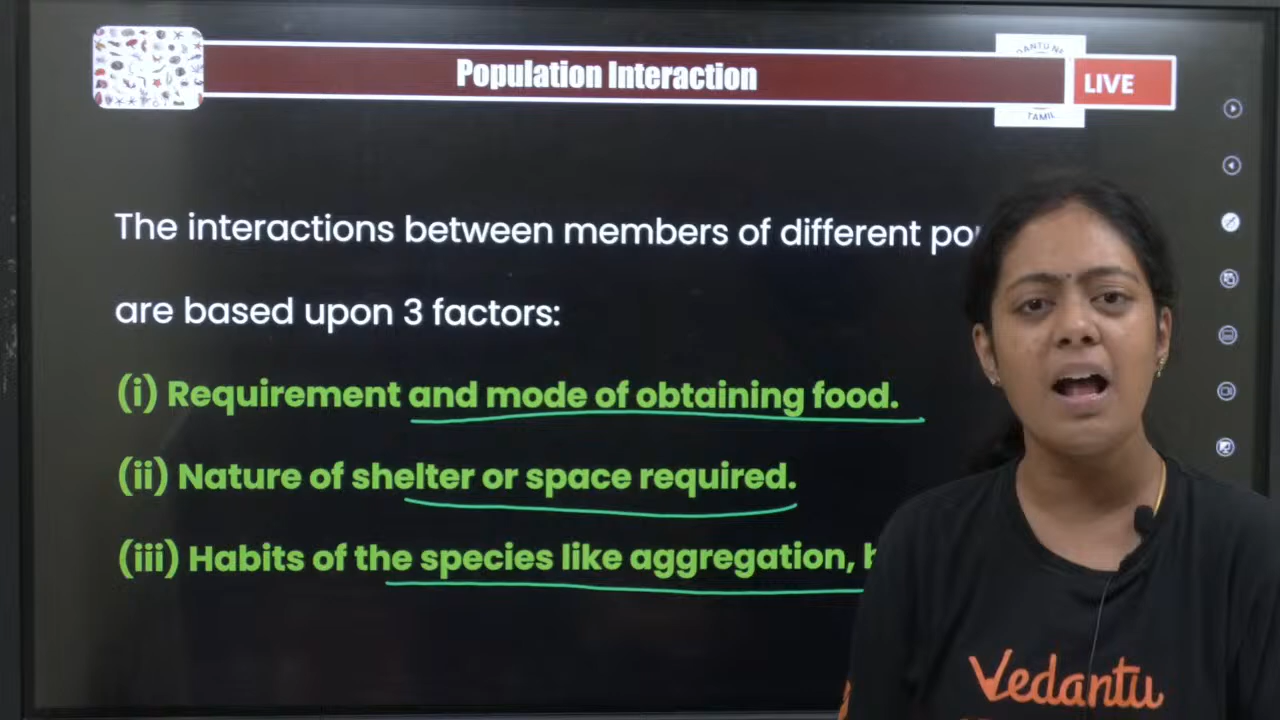 Population Interaction
LIVE
TAMIL
The interactions between members of different
are based upon 3 factors:
(i) Requirement and mode of obtaining food.
(ii) Nature of shelter or space required.
(iii) Habits of the species like aggregation,
Vedantu